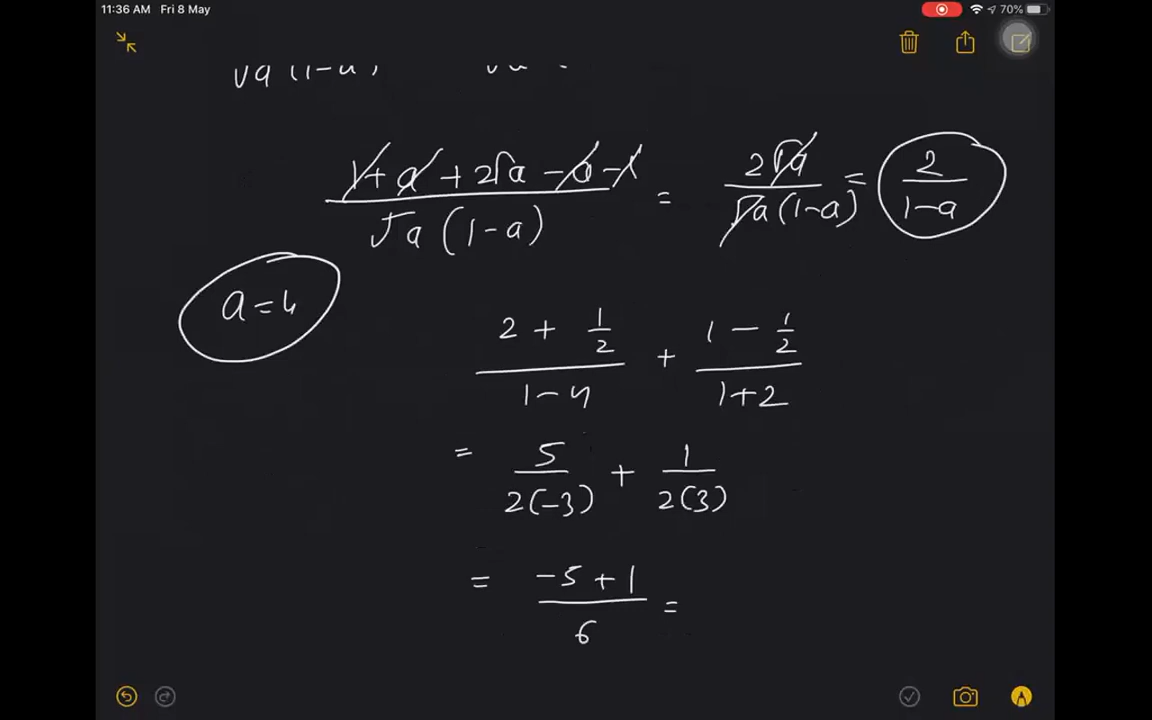 11:36 AM Fri 8 May 70%
(1+a+2√a-a-1)/(√a(1-a)) = 2√a/(√a(1-a)) = 2/(1-a)
a=4
(2+1/2)/(1-4) + (1-1/2)/(1+2)
= 5/(2(-3)) + 1/(2(3))
= (-5+1)/6 =